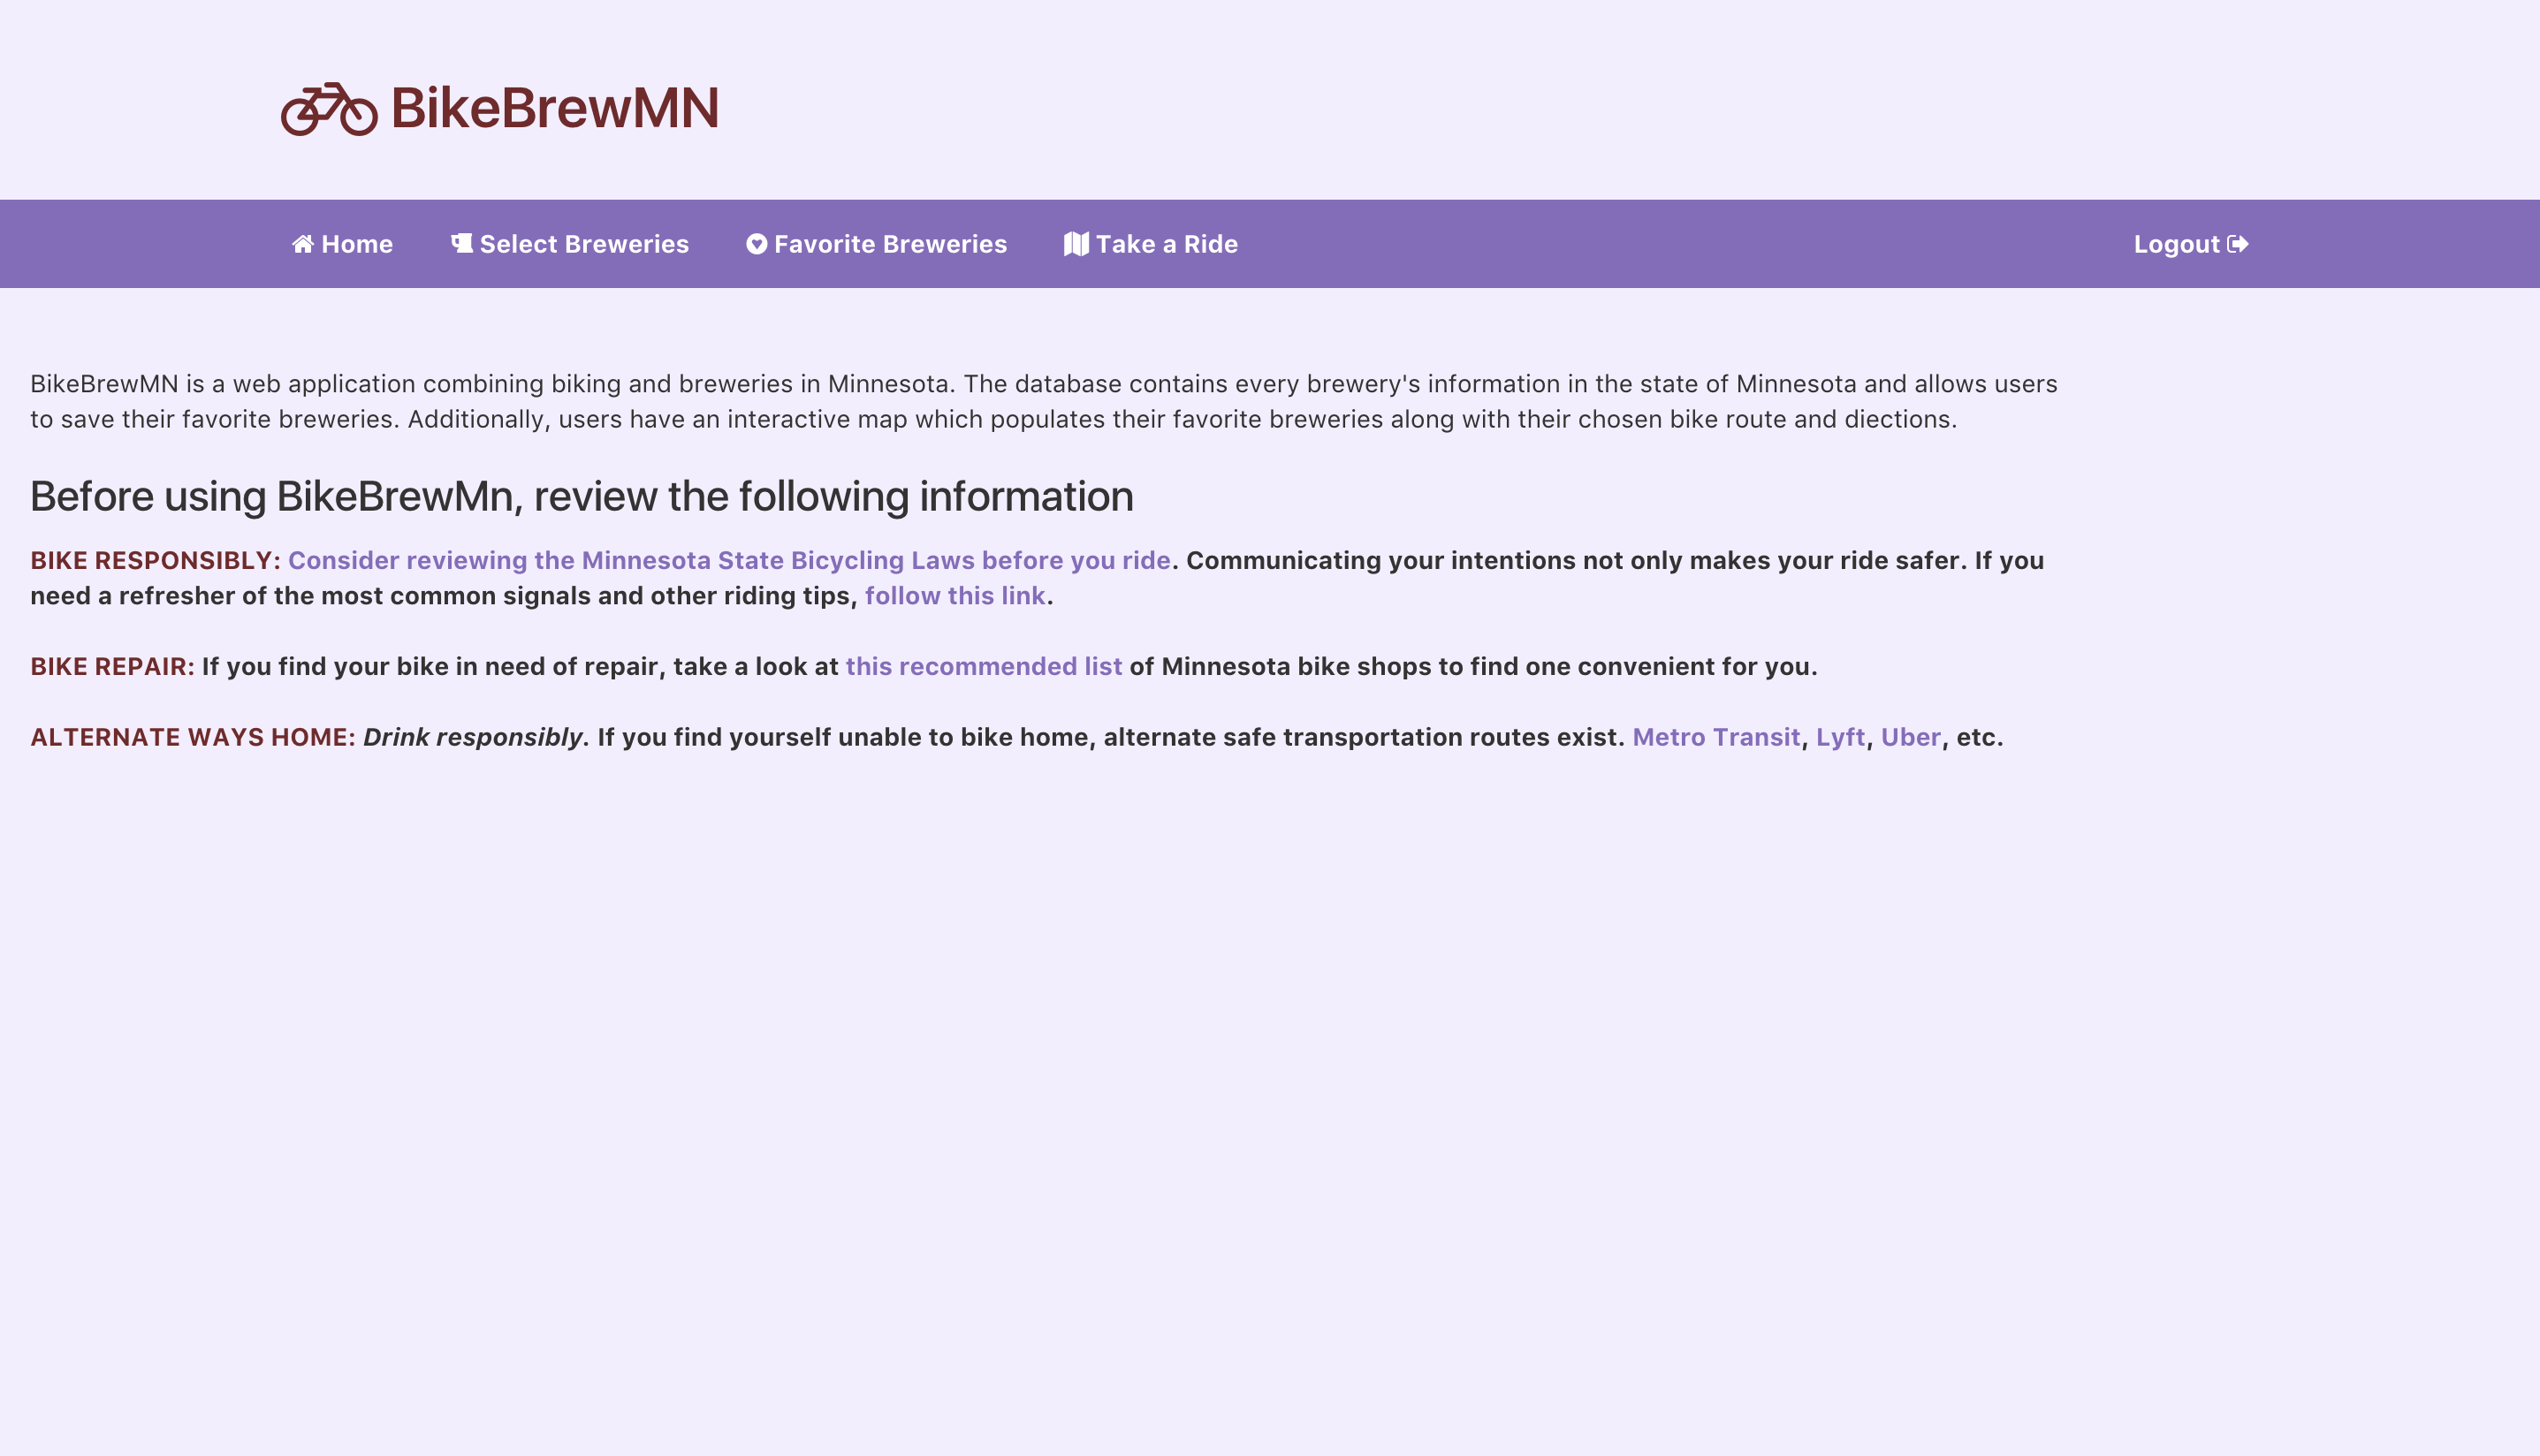 BikeBrewMN
Home Select Breweries Favorite Breweries Take a Ride Logout
BikeBrewMN is a web application combining biking and breweries in Minnesota. The database contains every brewery's information in the state of Minnesota and allows users
to save their favorite breweries. Additionally, users have an interactive map which populates their favorite breweries along with their chosen bike route and diections.
Before using BikeBrewMn, review the following information
BIKE RESPONSIBLY: Consider reviewing the Minnesota State Bicycling Laws before you ride. Communicating your intentions not only makes your ride safer. If you
need a refresher of the most common signals and other riding tips, follow this link.
BIKE REPAIR: If you find your bike in need of repair, take a look at this recommended list of Minnesota bike shops to find one convenient for you.
ALTERNATE WAYS HOME: Drink responsibly. If you find yourself unable to bike home, alternate safe transportation routes exist. Metro Transit, Lyft, Uber, etc.